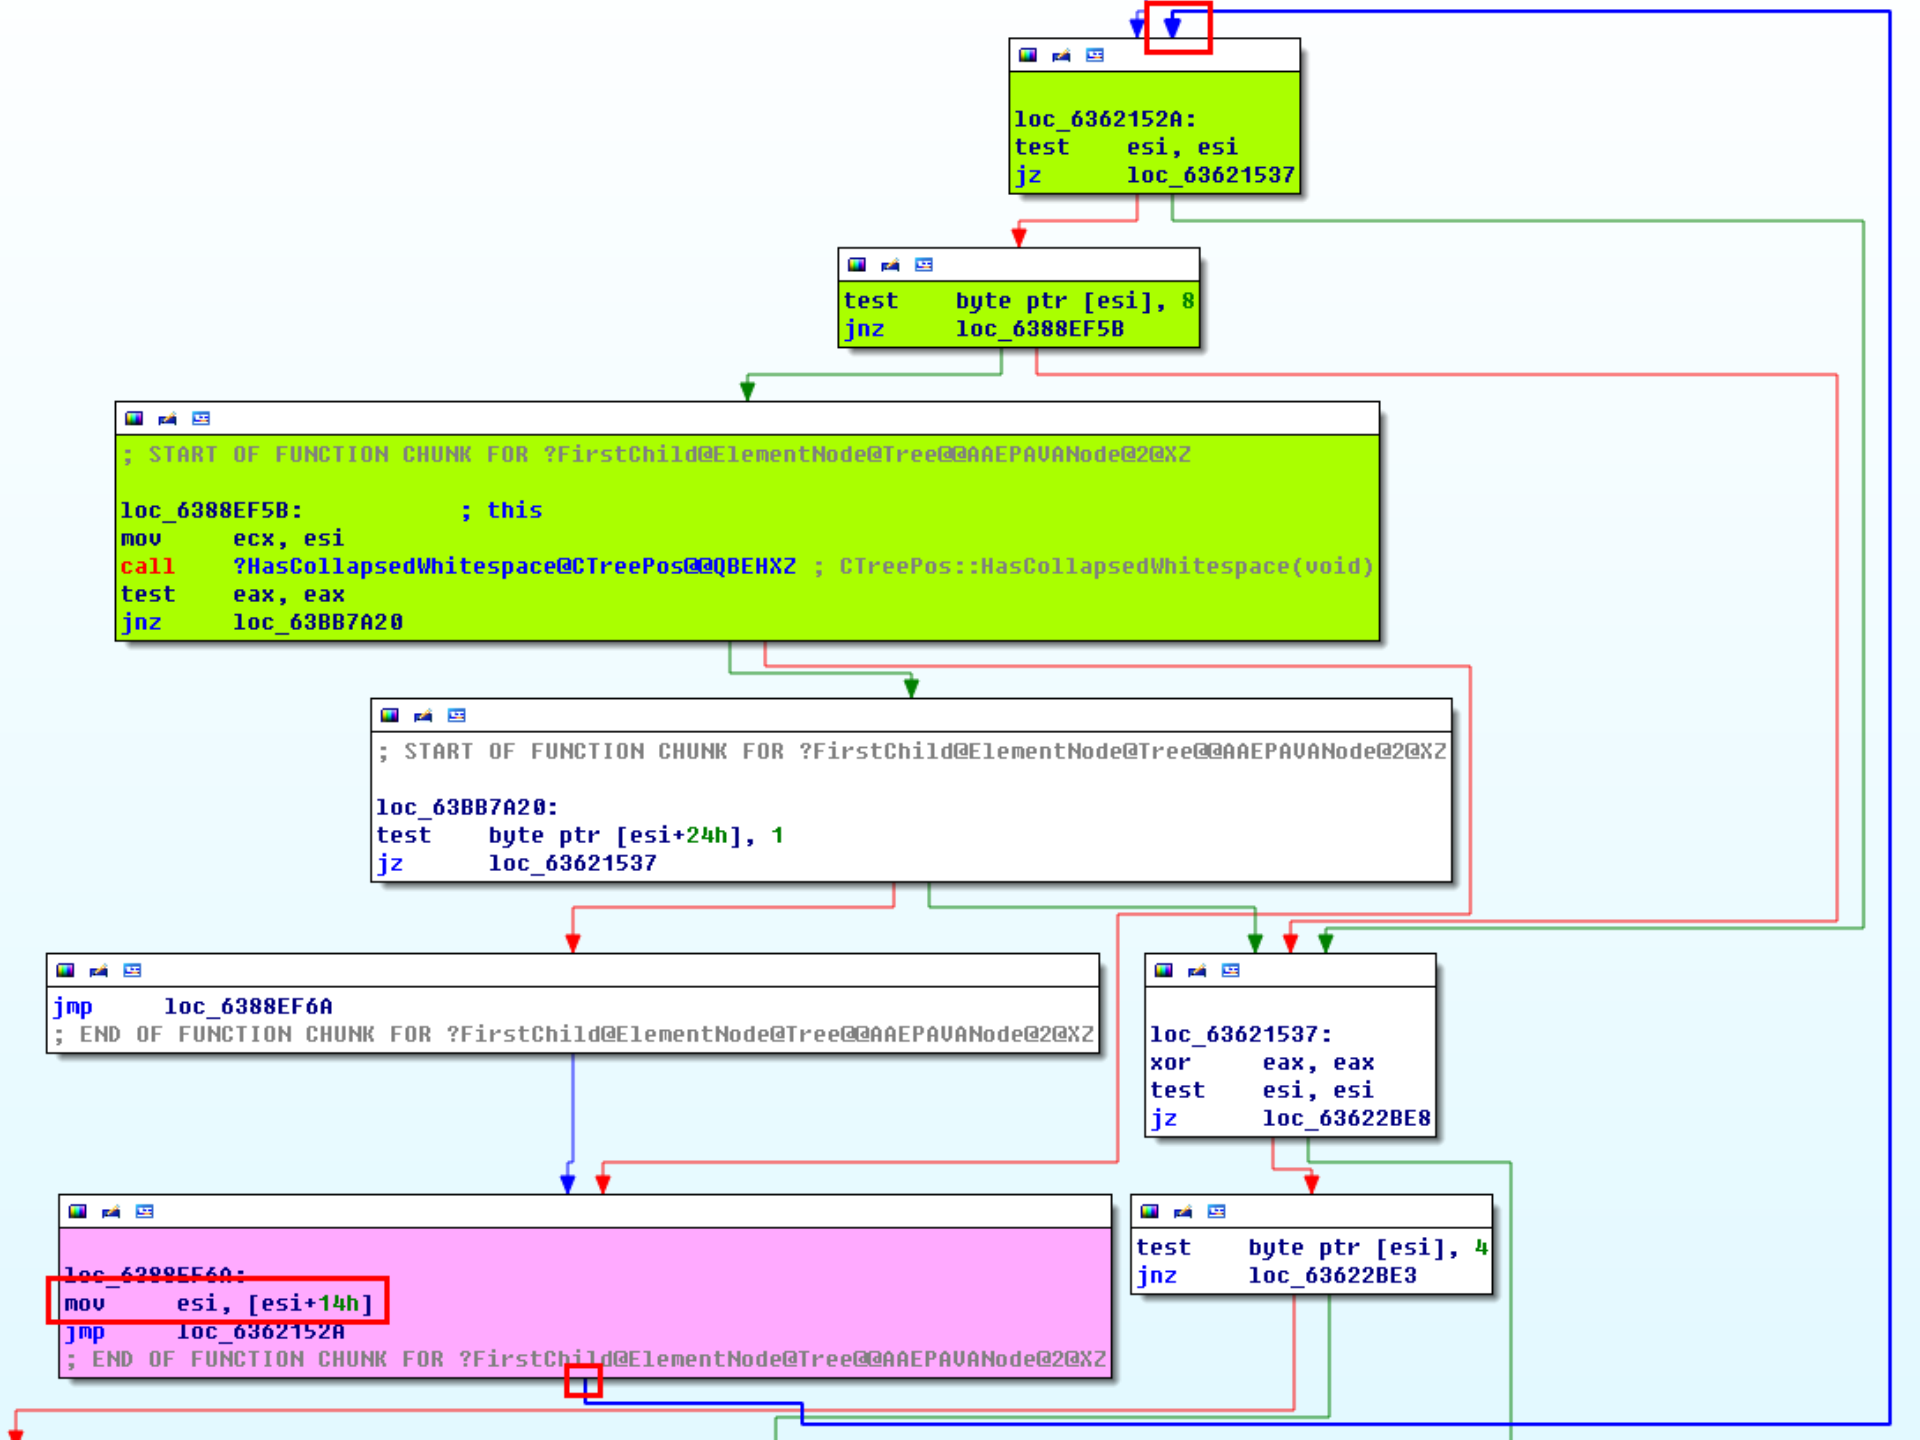 loc_6362152A:
test esi, esi
jz loc_63621537
test byte ptr [esi], 8
jnz loc_6388EF5B
; START OF FUNCTION CHUNK FOR ?FirstChild@ElementNode@Tree@@AAEPAVANode@2@XZ
loc_6388EF5B: ; this
mov ecx, esi
call ?HasCollapsedWhitespace@CTreePos@@QBEHXZ ; CTreePos::HasCollapsedWhitespace(void)
test eax, eax
jnz loc_63BB7A20
; START OF FUNCTION CHUNK FOR ?FirstChild@ElementNode@Tree@@AAEPAVANode@2@XZ
loc_63BB7A20:
test byte ptr [esi+24h], 1
jz loc_63621537
jmp loc_6388EF6A
; END OF FUNCTION CHUNK FOR ?FirstChild@ElementNode@Tree@@AAEPAVANode@2@XZ
loc_63621537:
xor eax, eax
test esi, esi
jz loc_63622BE8
loc_6388EF6A:
mov esi, [esi+14h]
jmp loc_6362152A
; END OF FUNCTION CHUNK FOR ?FirstChild@ElementNode@Tree@@AAEPAVANode@2@XZ
test byte ptr [esi], 4
jnz loc_63622BE3